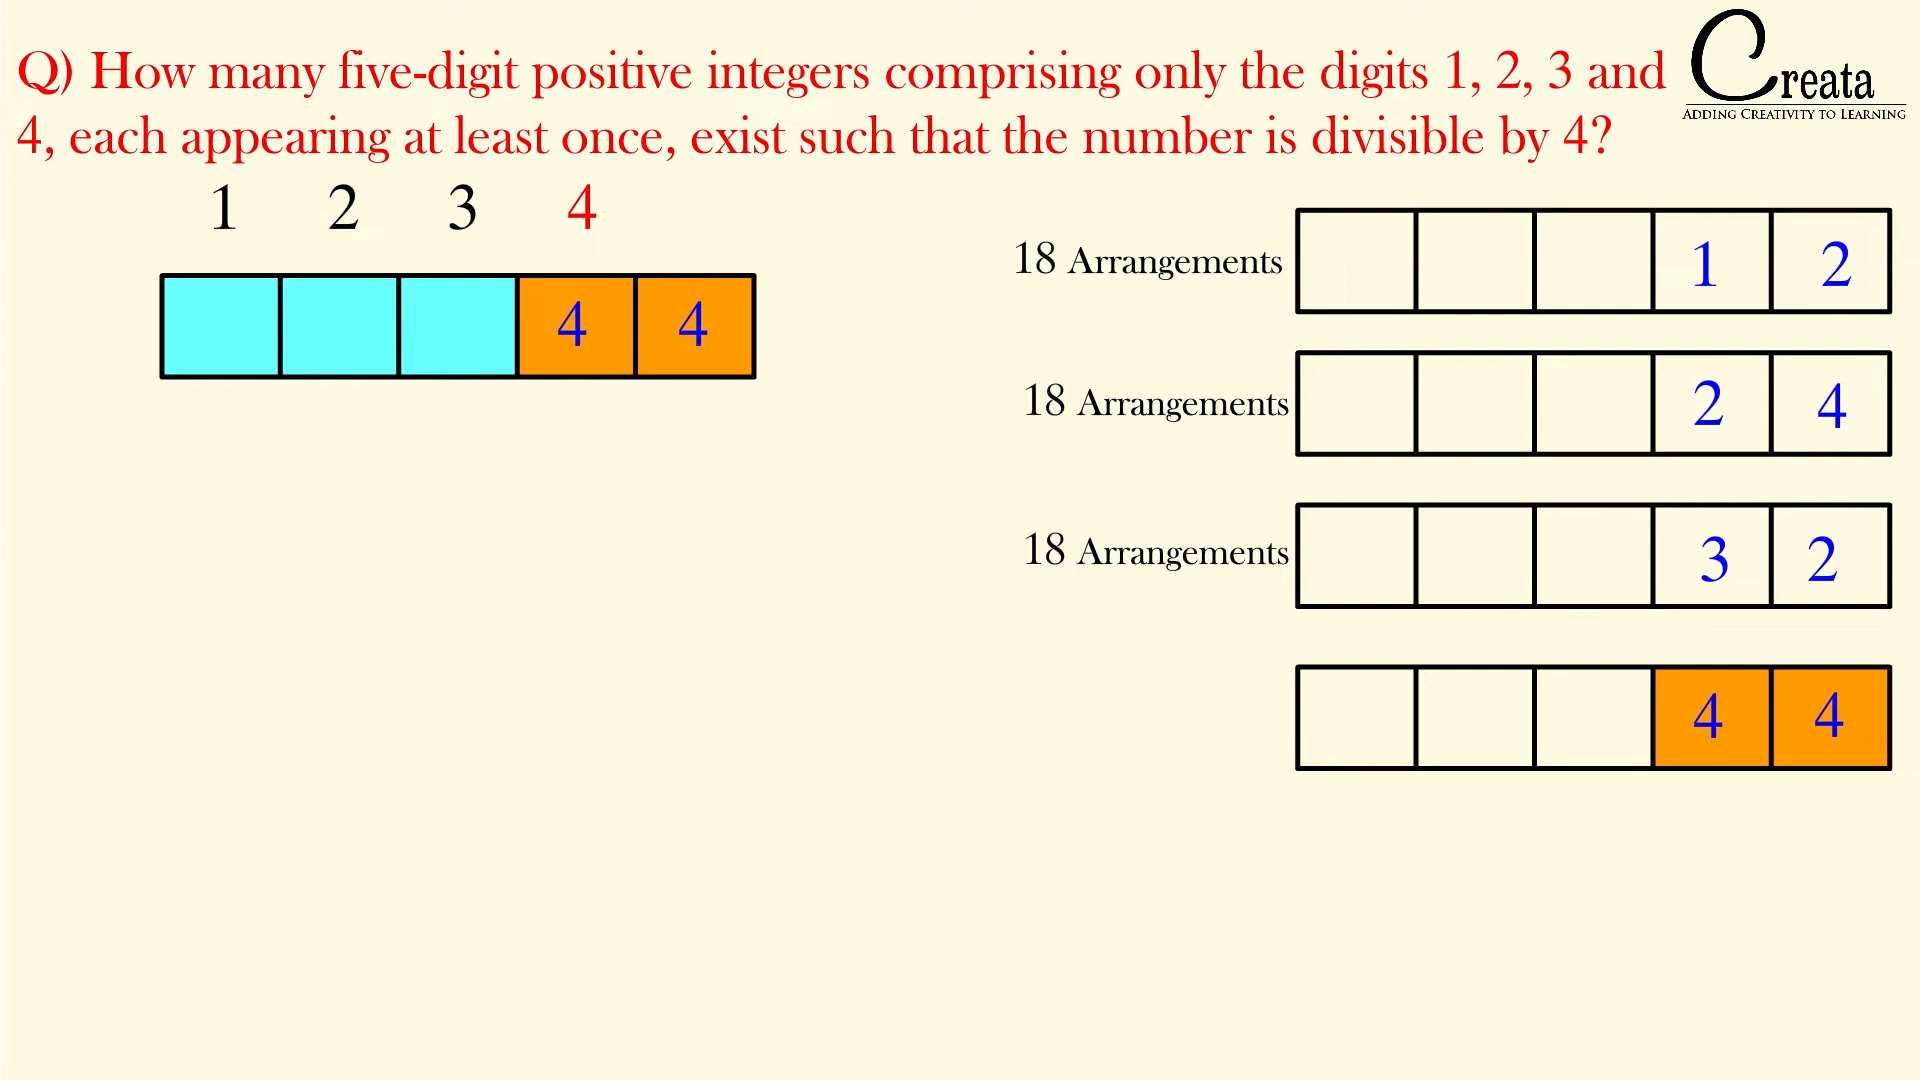 Q) How many five-digit positive integers comprising only the digits 1, 2, 3 and
4, each appearing at least once, exist such that the number is divisible by 4?
Creata
ADDING CREATIVITY TO LEARNING
1 2 3 4
4 4
18 Arrangements 1 2
18 Arrangements 2 4
18 Arrangements 3 2
4 4